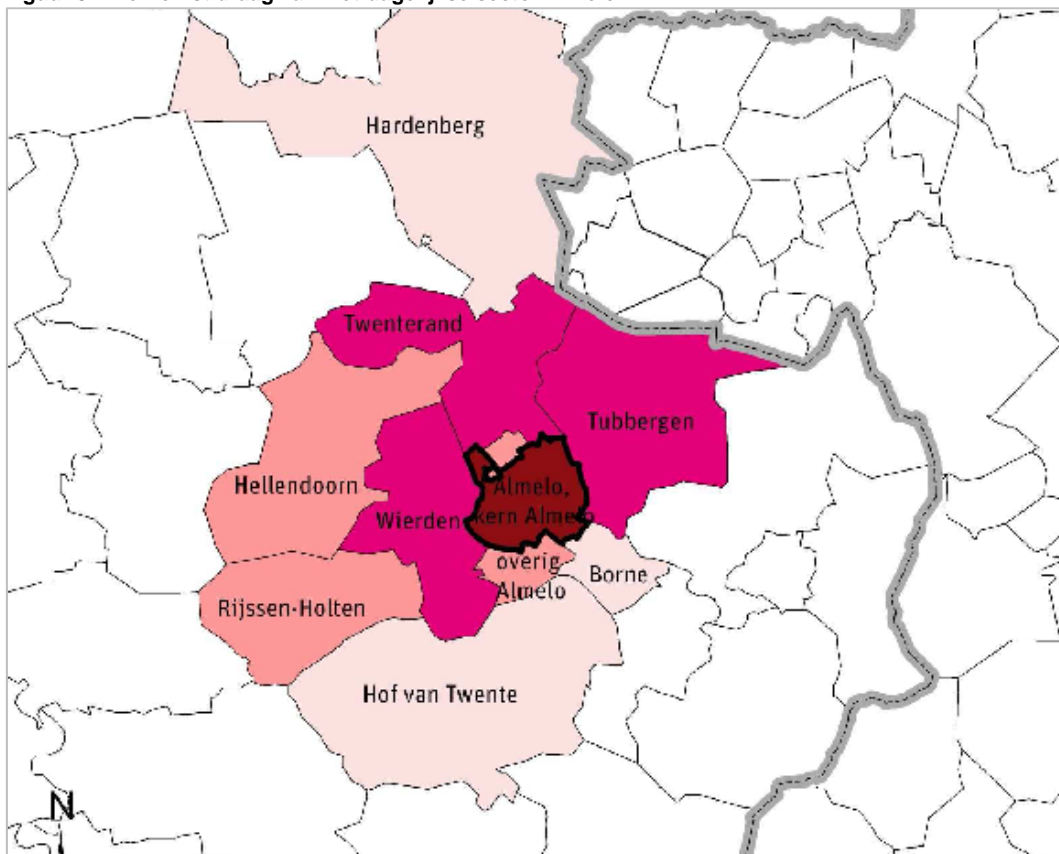 Hardenberg
Twenterand
Tubbergen
Hellendoorn
Almelo,
kern Almelo
Wierden
overig
Almelo
Borne
Rijssen-Holten
Hof van Twente
N